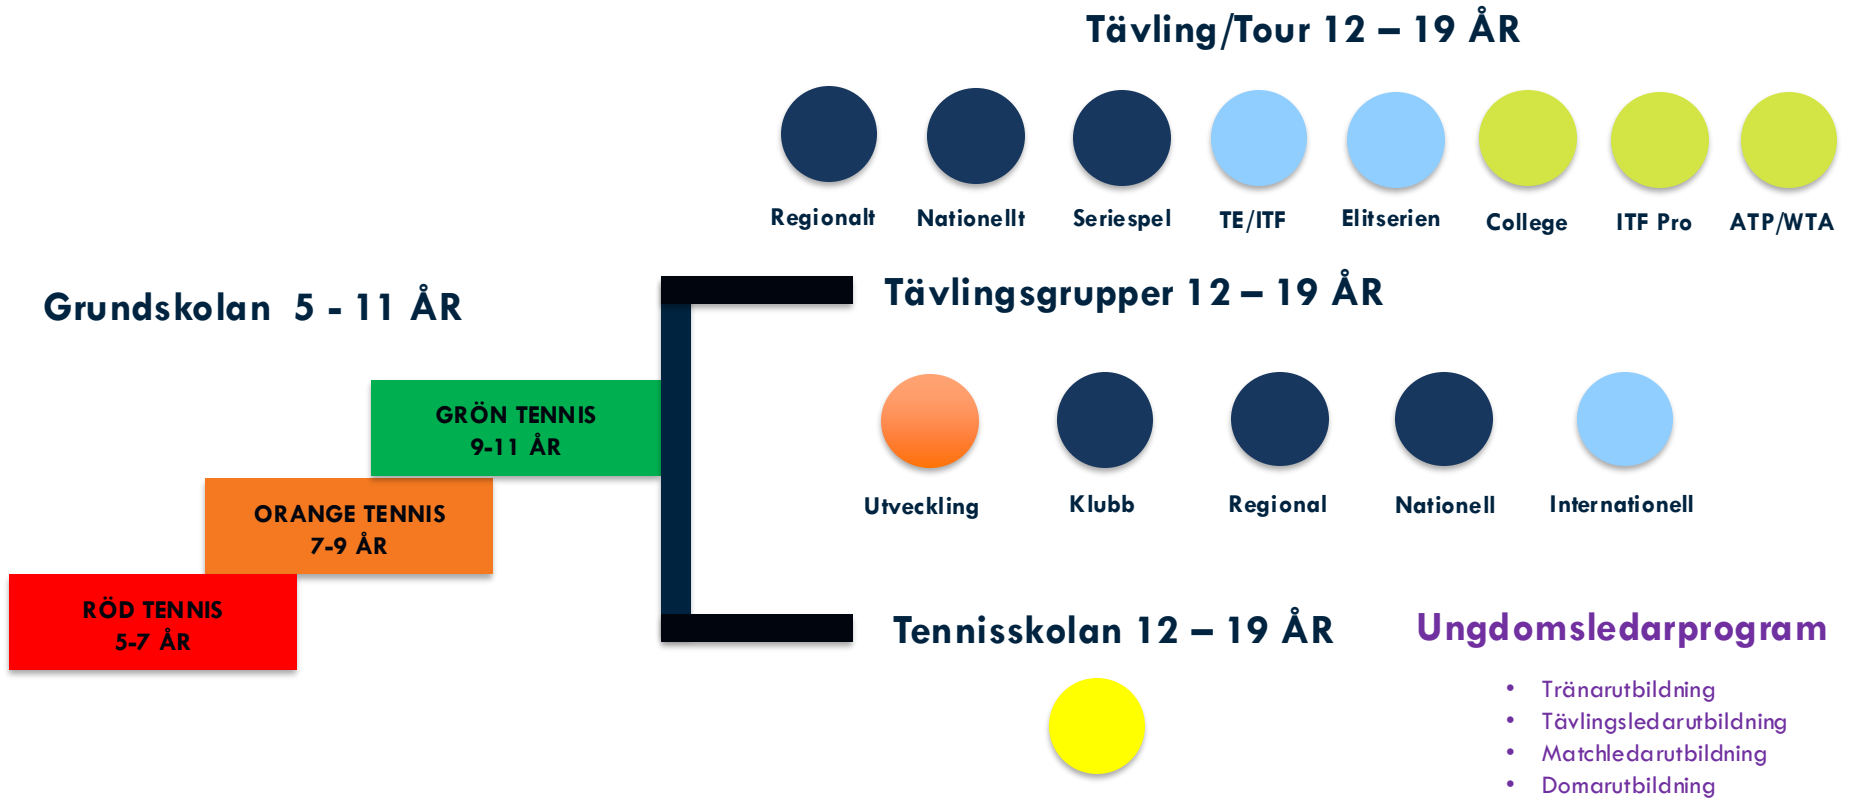 Tävling/Tour 12 – 19 ÅR
Regionalt
Nationellt
Seriespel
TE/ITF
Elitserien
College
ITF Pro
ATP/WTA
Grundskolan 5 - 11 ÅR
Tävlingsgrupper 12 – 19 ÅR
GRÖN TENNIS
9-11 ÅR
ORANGE TENNIS
7-9 ÅR
RÖD TENNIS
5-7 ÅR
Utveckling
Klubb
Regional
Nationell
Internationell
Tennisskolan 12 – 19 ÅR
Ungdomsledarprogram
• Tränarutbildning
• Tävlingsledarutbildning
• Matchledarutbildning
• Domarutbildning